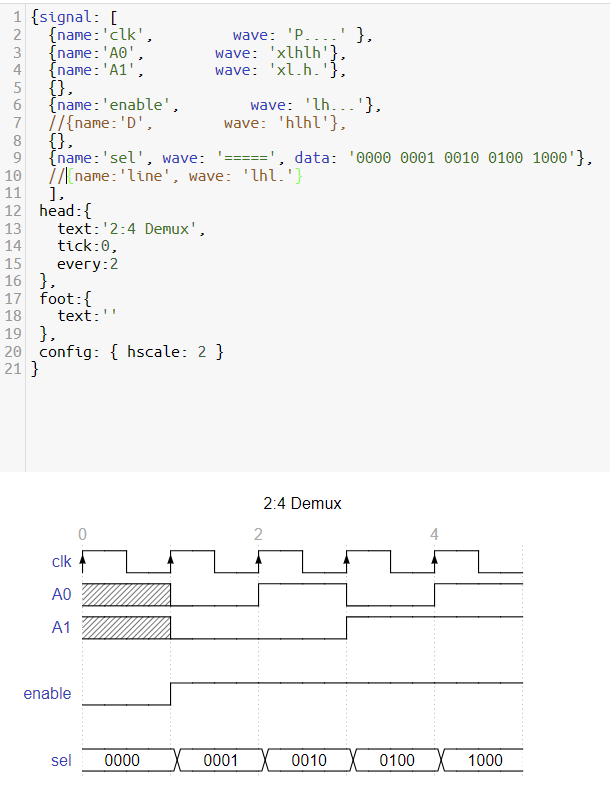 1 {signal: [
2   {name:'clk',         wave: 'P....' },
3   {name:'A0',        wave: 'xlhlh'},
4   {name:'A1',        wave: 'xl.h.'},
5   {},
6   {name:'enable',        wave: 'lh...'},
7   //{name:'D',        wave: 'hlhl'},
8   {},
9   {name:'sel', wave: '=====', data: '0000 0001 0010 0100 1000'},
10   //{name:'line', wave: 'lhl.'}
11   ],
12  head:{
13    text:'2:4 Demux',
14    tick:0,
15    every:2
16  },
17  foot:{
18    text:''
19  },
20  config: { hscale: 2 }
21 }
2:4 Demux
0 2 4
clk
A0
A1
enable
sel 0000 0001 0010 0100 1000